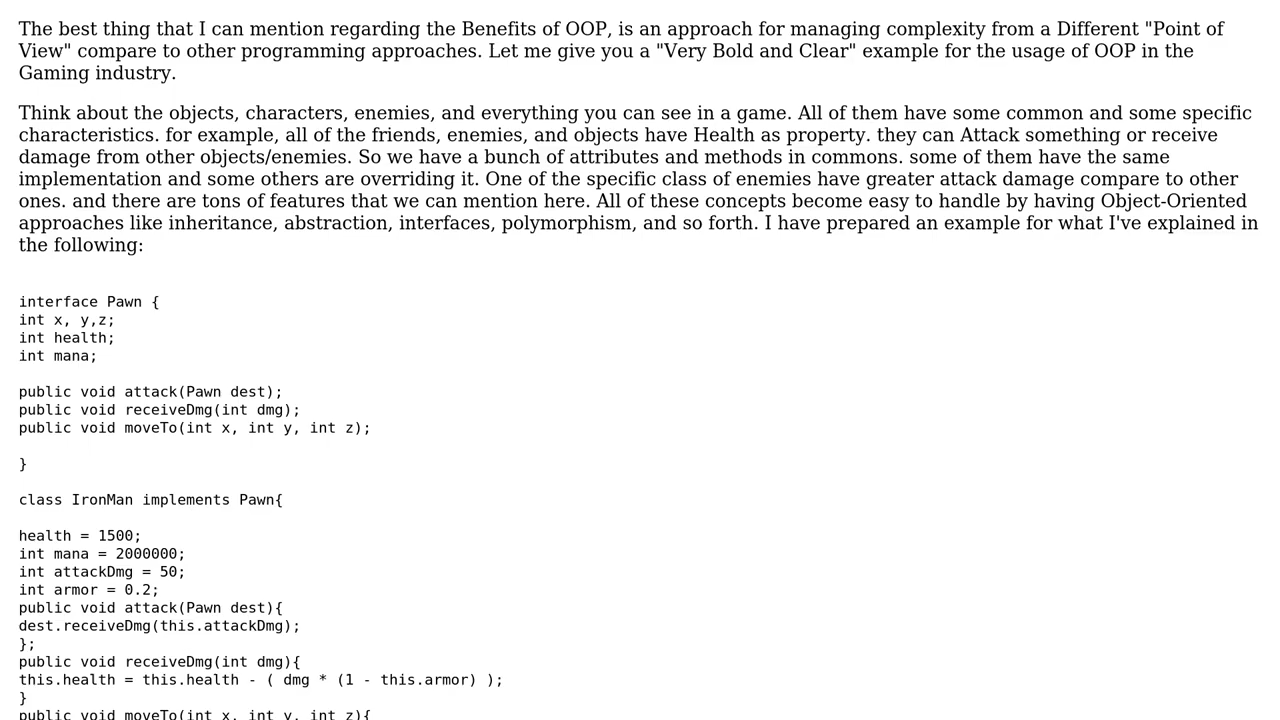 The best thing that I can mention regarding the Benefits of OOP, is an approach for managing complexity from a Different "Point of
View" compare to other programming approaches. Let me give you a "Very Bold and Clear" example for the usage of OOP in the
Gaming industry.
Think about the objects, characters, enemies, and everything you can see in a game. All of them have some common and some specific
characteristics. for example, all of the friends, enemies, and objects have Health as property. they can Attack something or receive
damage from other objects/enemies. So we have a bunch of attributes and methods in commons. some of them have the same
implementation and some others are overriding it. One of the specific class of enemies have greater attack damage compare to other
ones. and there are tons of features that we can mention here. All of these concepts become easy to handle by having Object-Oriented
approaches like inheritance, abstraction, interfaces, polymorphism, and so forth. I have prepared an example for what I've explained in
the following:
interface Pawn {
int x, y,z;
int health;
int mana;
public void attack(Pawn dest);
public void receiveDmg(int dmg);
public void moveTo(int x, int y, int z);
}
class IronMan implements Pawn{
health = 1500;
int mana = 2000000;
int attackDmg = 50;
int armor = 0.2;
public void attack(Pawn dest){
dest.receiveDmg(this.attackDmg);
};
public void receiveDmg(int dmg){
this.health = this.health - ( dmg * (1 - this.armor) );
}
public void moveTo(int x, int y, int z){